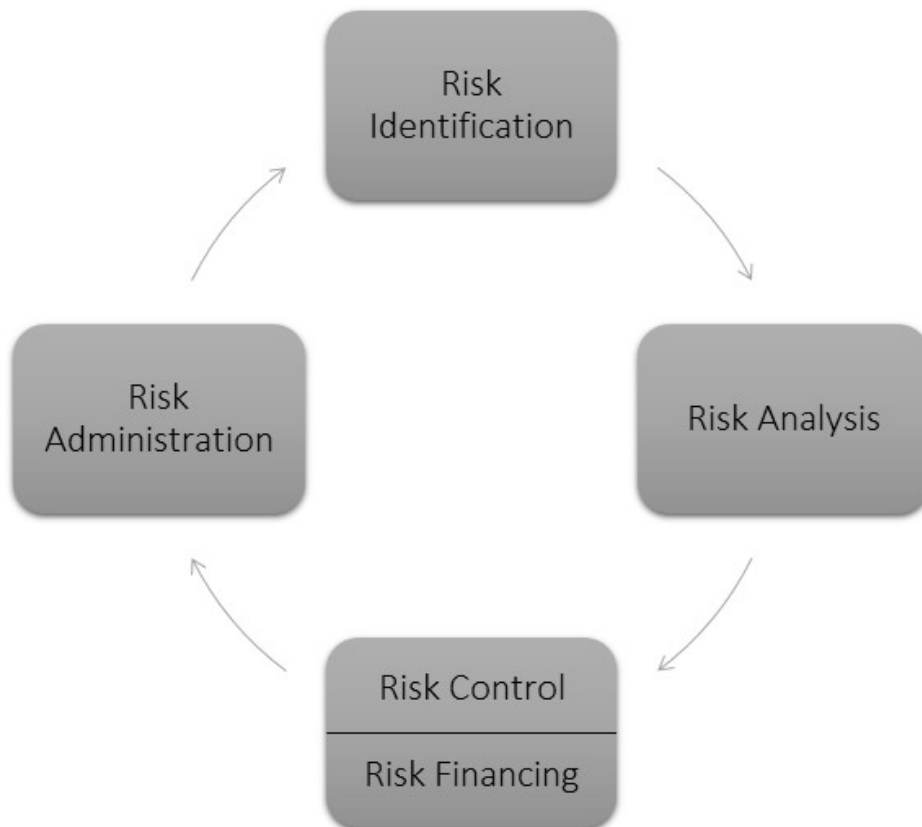 Risk
Identification
Risk Analysis
Risk Control
Risk Financing
Risk
Administration